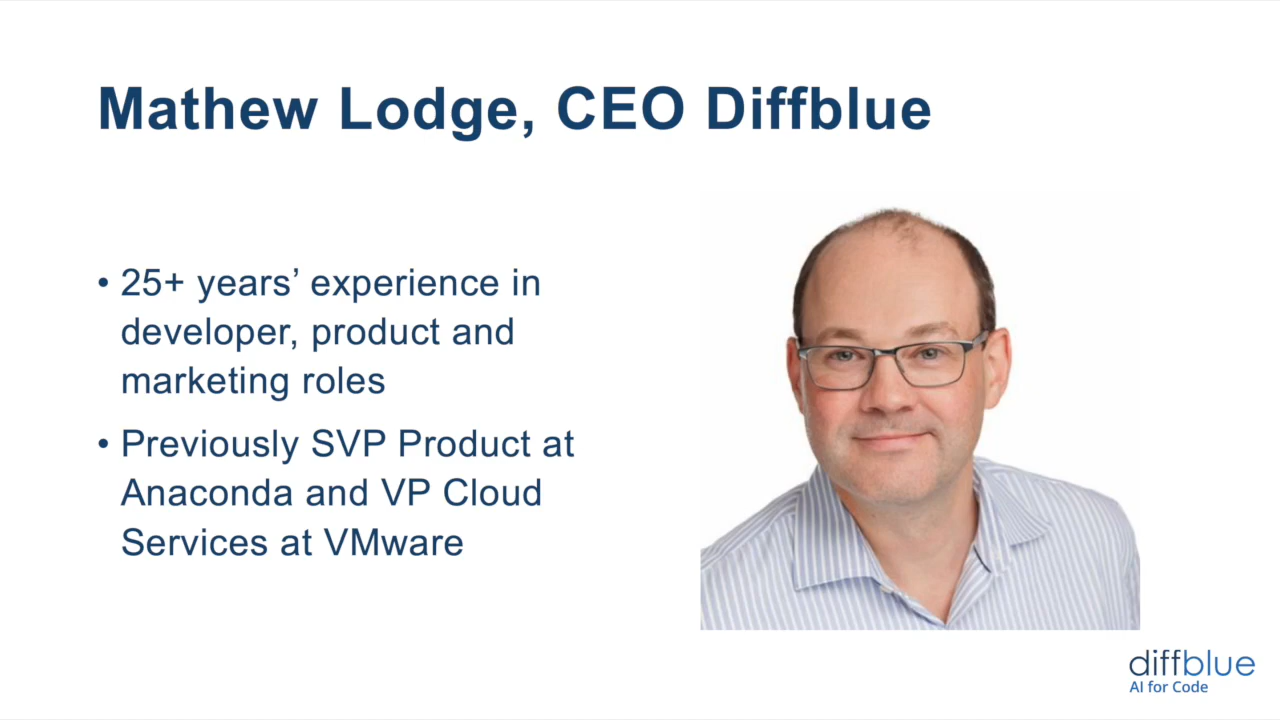 Mathew Lodge, CEO Diffblue
• 25+ years’ experience in
developer, product and
marketing roles
• Previously SVP Product at
Anaconda and VP Cloud
Services at VMware
diffblue
AI for Code